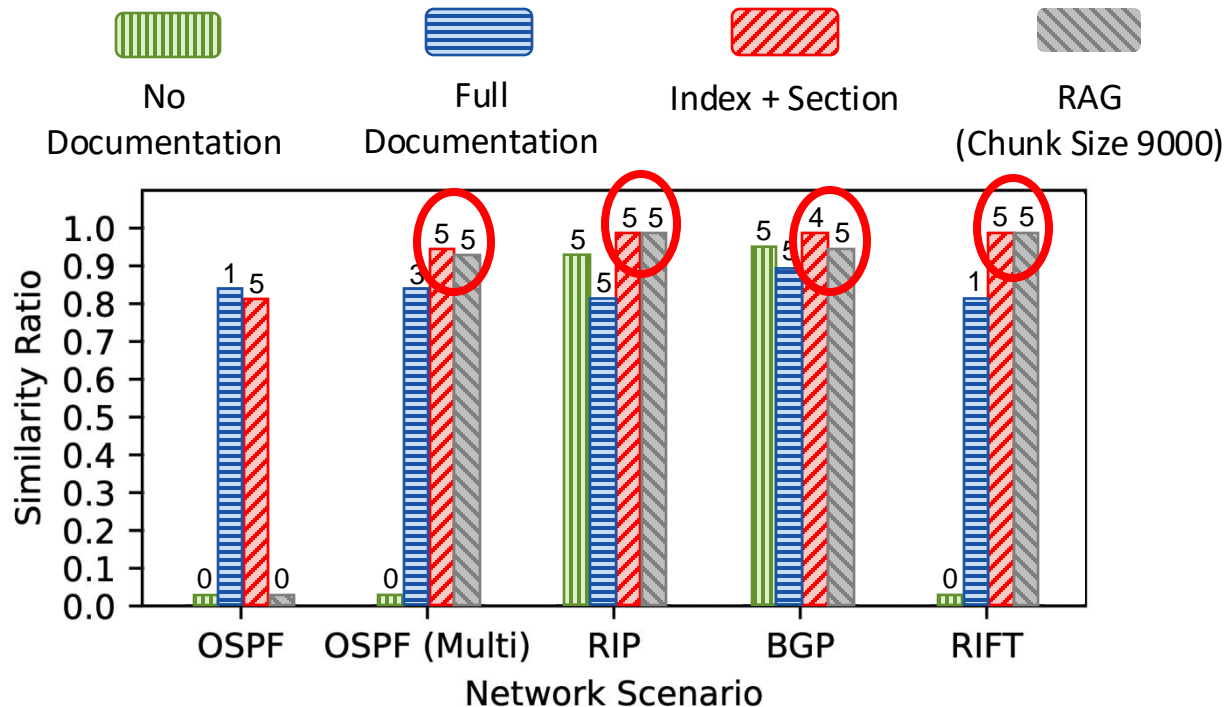 No
Documentation
Full
Documentation
Index + Section
RAG
(Chunk Size 9000)
Similarity Ratio
1.0
0.9
0.8
0.7
0.6
0.5
0.4
0.3
0.2
0.1
0.0
0 1 5 0
0 3 5 5
5 5 5 5
5 5 4 5
0 1 5 5
OSPF OSPF (Multi) RIP BGP RIFT
Network Scenario